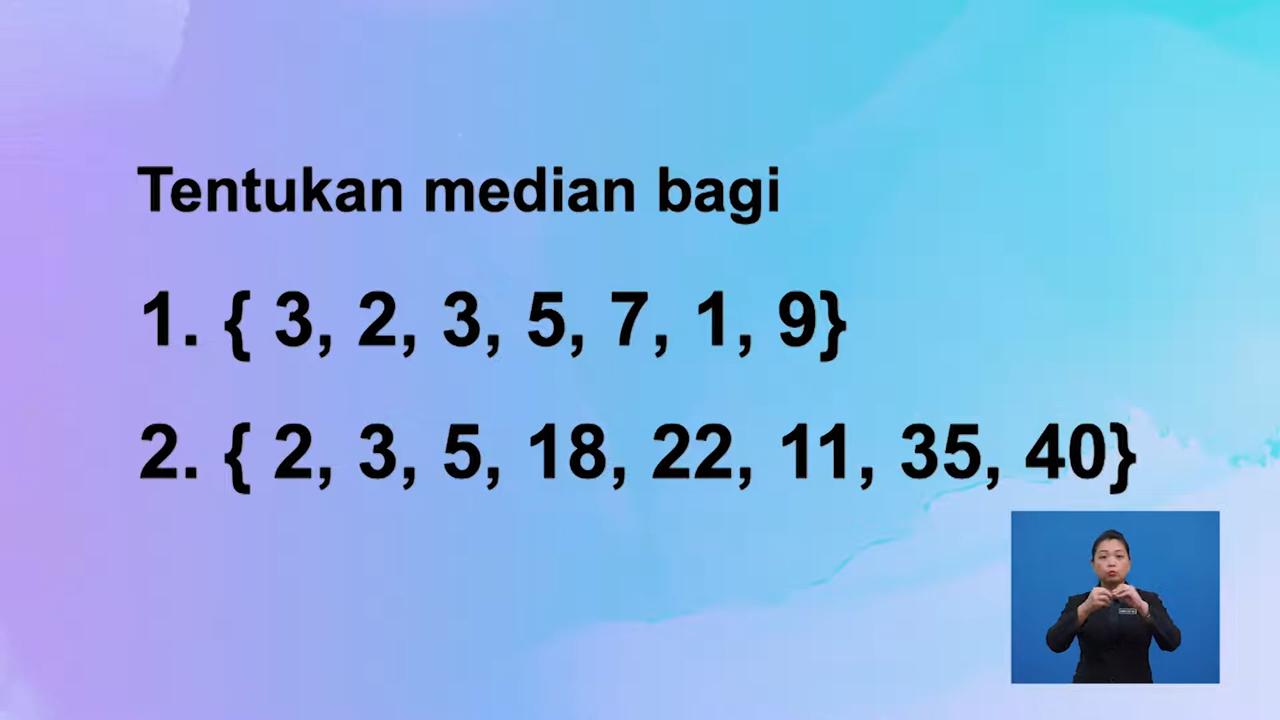 Tentukan median bagi
1. { 3, 2, 3, 5, 7, 1, 9}
2. { 2, 3, 5, 18, 22, 11, 35, 40}